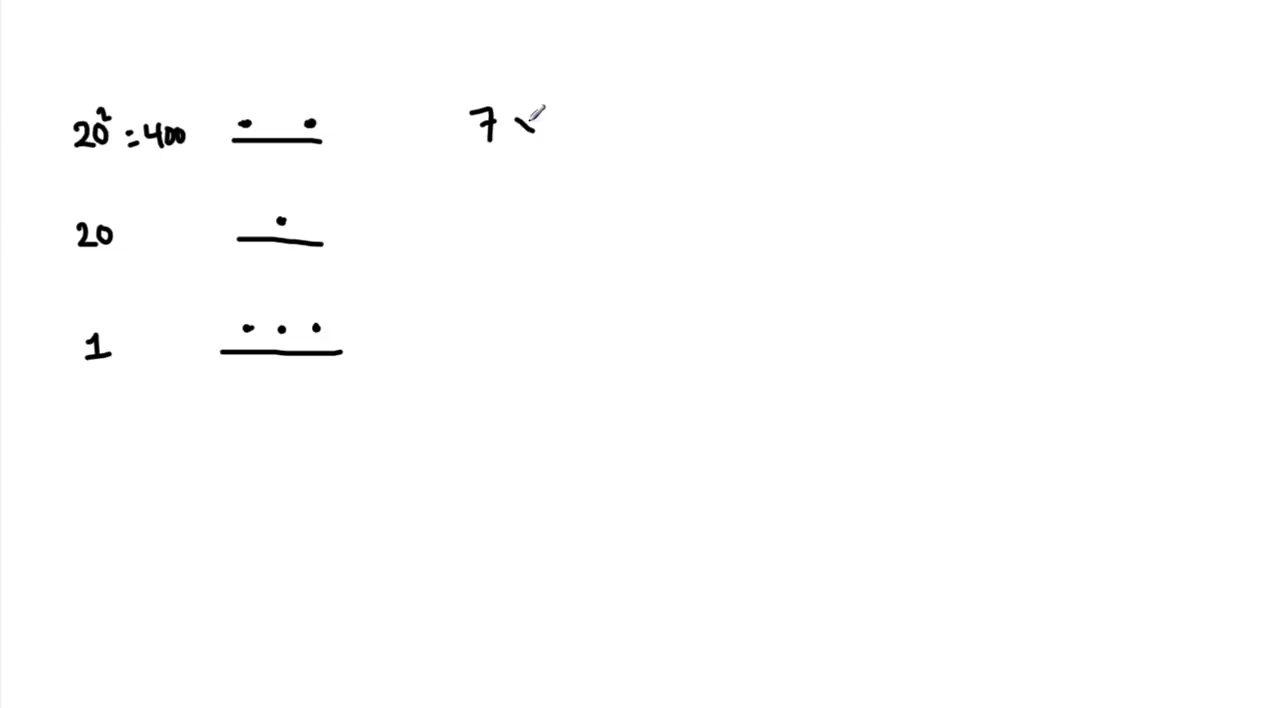 20² = 400 7 ×
20
1